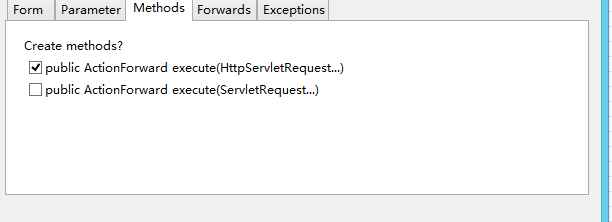 Form Parameter Methods Forwards Exceptions
Create methods?
public ActionForward execute(HttpServletRequest...)
public ActionForward execute(ServletRequest...)